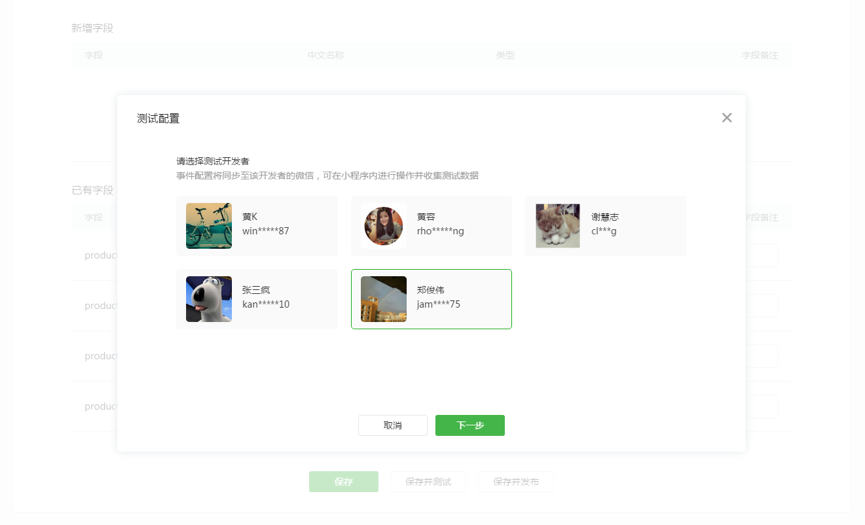 新增字段
字段 中文名称 类型 字段备注
测试配置
请选择测试开发者
事件配置将同步至该开发者的微信，可在小程序内进行操作并收集测试数据
黄K
win*****87
黄容
rho*****ng
谢慧志
cl***g
张三疯
kan*****10
郑俊伟
jam****75
取消 下一步
已有字段
字段 字段备注
product
product
product
product
保存 保存并测试 保存并发布